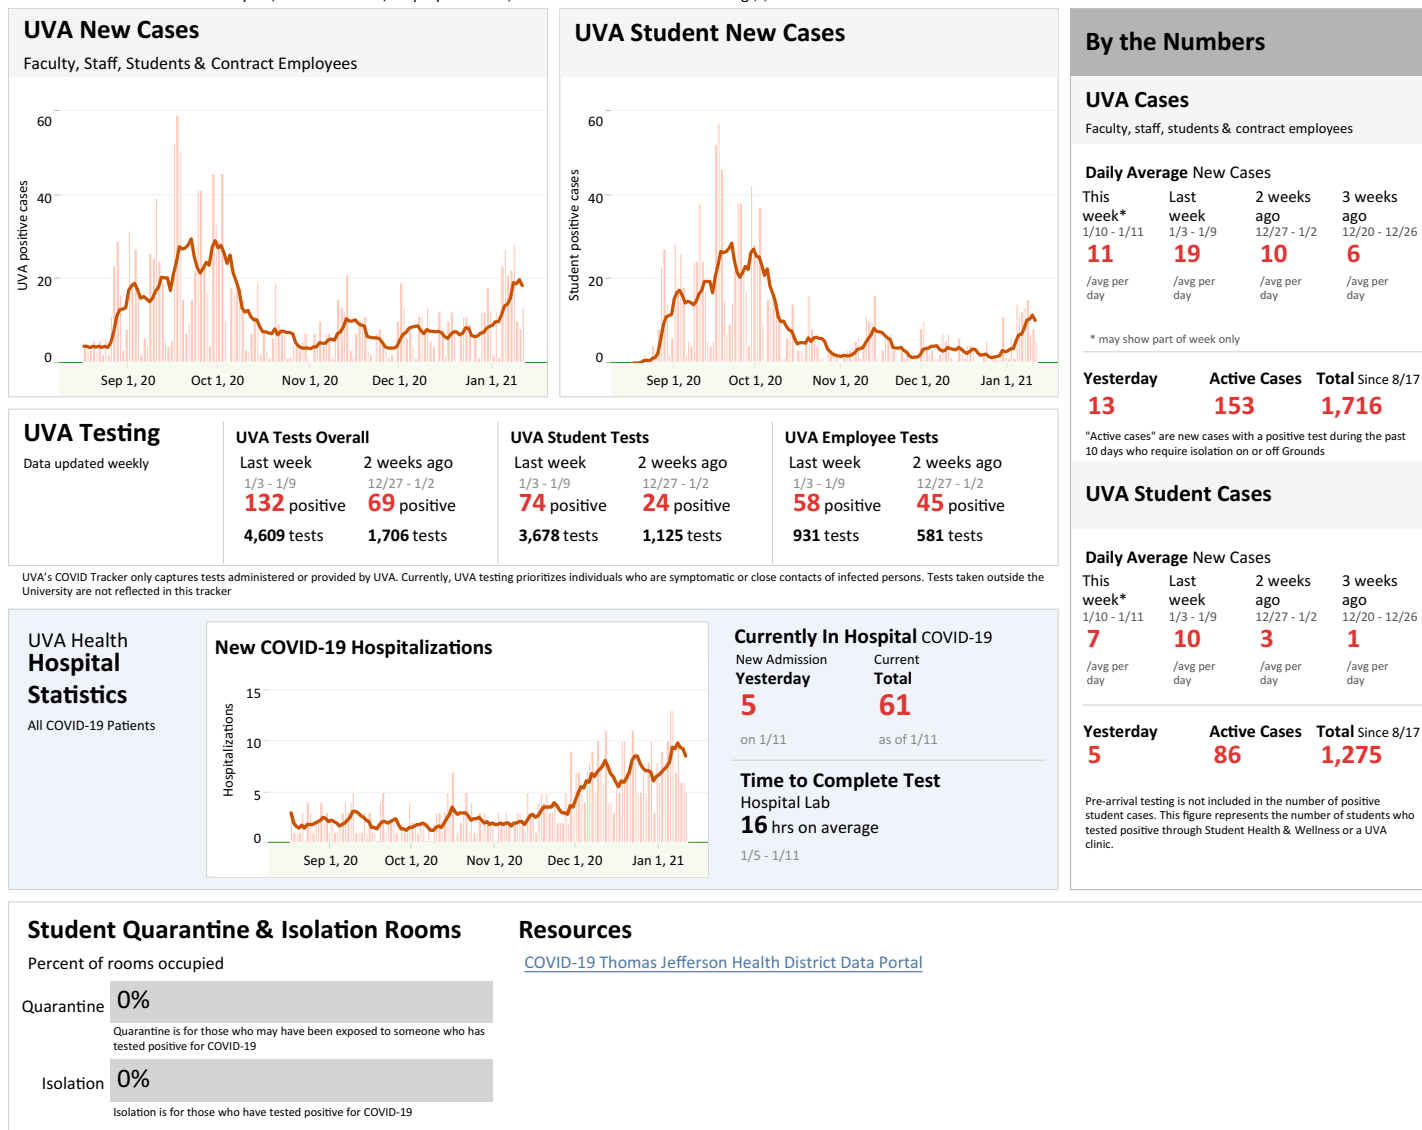 UVA New Cases
Faculty, Staff, Students & Contract Employees
60
40
20
0
UVA positive cases
Sep 1, 20 Oct 1, 20 Nov 1, 20 Dec 1, 20 Jan 1, 21
UVA Student New Cases
60
40
20
0
Student positive cases
Sep 1, 20 Oct 1, 20 Nov 1, 20 Dec 1, 20 Jan 1, 21
UVA Testing
Data updated weekly
UVA Tests Overall
Last week 2 weeks ago
1/3 - 1/9 12/27 - 1/2
132 positive 69 positive
4,609 tests 1,706 tests
UVA Student Tests
Last week 2 weeks ago
1/3 - 1/9 12/27 - 1/2
74 positive 24 positive
3,678 tests 1,125 tests
UVA Employee Tests
Last week 2 weeks ago
1/3 - 1/9 12/27 - 1/2
58 positive 45 positive
931 tests 581 tests
UVA's COVID Tracker only captures tests administered or provided by UVA. Currently, UVA testing prioritizes individuals who are symptomatic or close contacts of infected persons. Tests taken outside the
University are not reflected in this tracker
UVA Health
Hospital
Statistics
All COVID-19 Patients
New COVID-19 Hospitalizations
15
10
5
0
Hospitalizations
Sep 1, 20 Oct 1, 20 Nov 1, 20 Dec 1, 20 Jan 1, 21
Currently In Hospital COVID-19
New Admission Current
Yesterday Total
5 61
on 1/11 as of 1/11
Time to Complete Test
Hospital Lab
16 hrs on average
1/5 - 1/11
By the Numbers
UVA Cases
Faculty, staff, students & contract employees
Daily Average New Cases
This Last 2 weeks 3 weeks
week* week ago ago
1/10 - 1/11 1/3 - 1/9 12/27 - 1/2 12/20 - 12/26
11 19 10 6
/avg per /avg per /avg per /avg per
day day day day
* may show part of week only
Yesterday Active Cases Total Since 8/17
13 153 1,716
"Active cases" are new cases with a positive test during the past
10 days who require isolation on or off Grounds
UVA Student Cases
Daily Average New Cases
This Last 2 weeks 3 weeks
week* week ago ago
1/10 - 1/11 1/3 - 1/9 12/27 - 1/2 12/20 - 12/26
7 10 3 1
/avg per /avg per /avg per /avg per
day day day day
Yesterday Active Cases Total Since 8/17
5 86 1,275
Pre-arrival testing is not included in the number of positive
student cases. This figure represents the number of students who
tested positive through Student Health & Wellness or a UVA
clinic.
Student Quarantine & Isolation Rooms
Percent of rooms occupied
Quarantine 0%
Quarantine is for those who may have been exposed to someone who has
tested positive for COVID-19
Isolation 0%
Isolation is for those who have tested positive for COVID-19
Resources
COVID-19 Thomas Jefferson Health District Data Portal